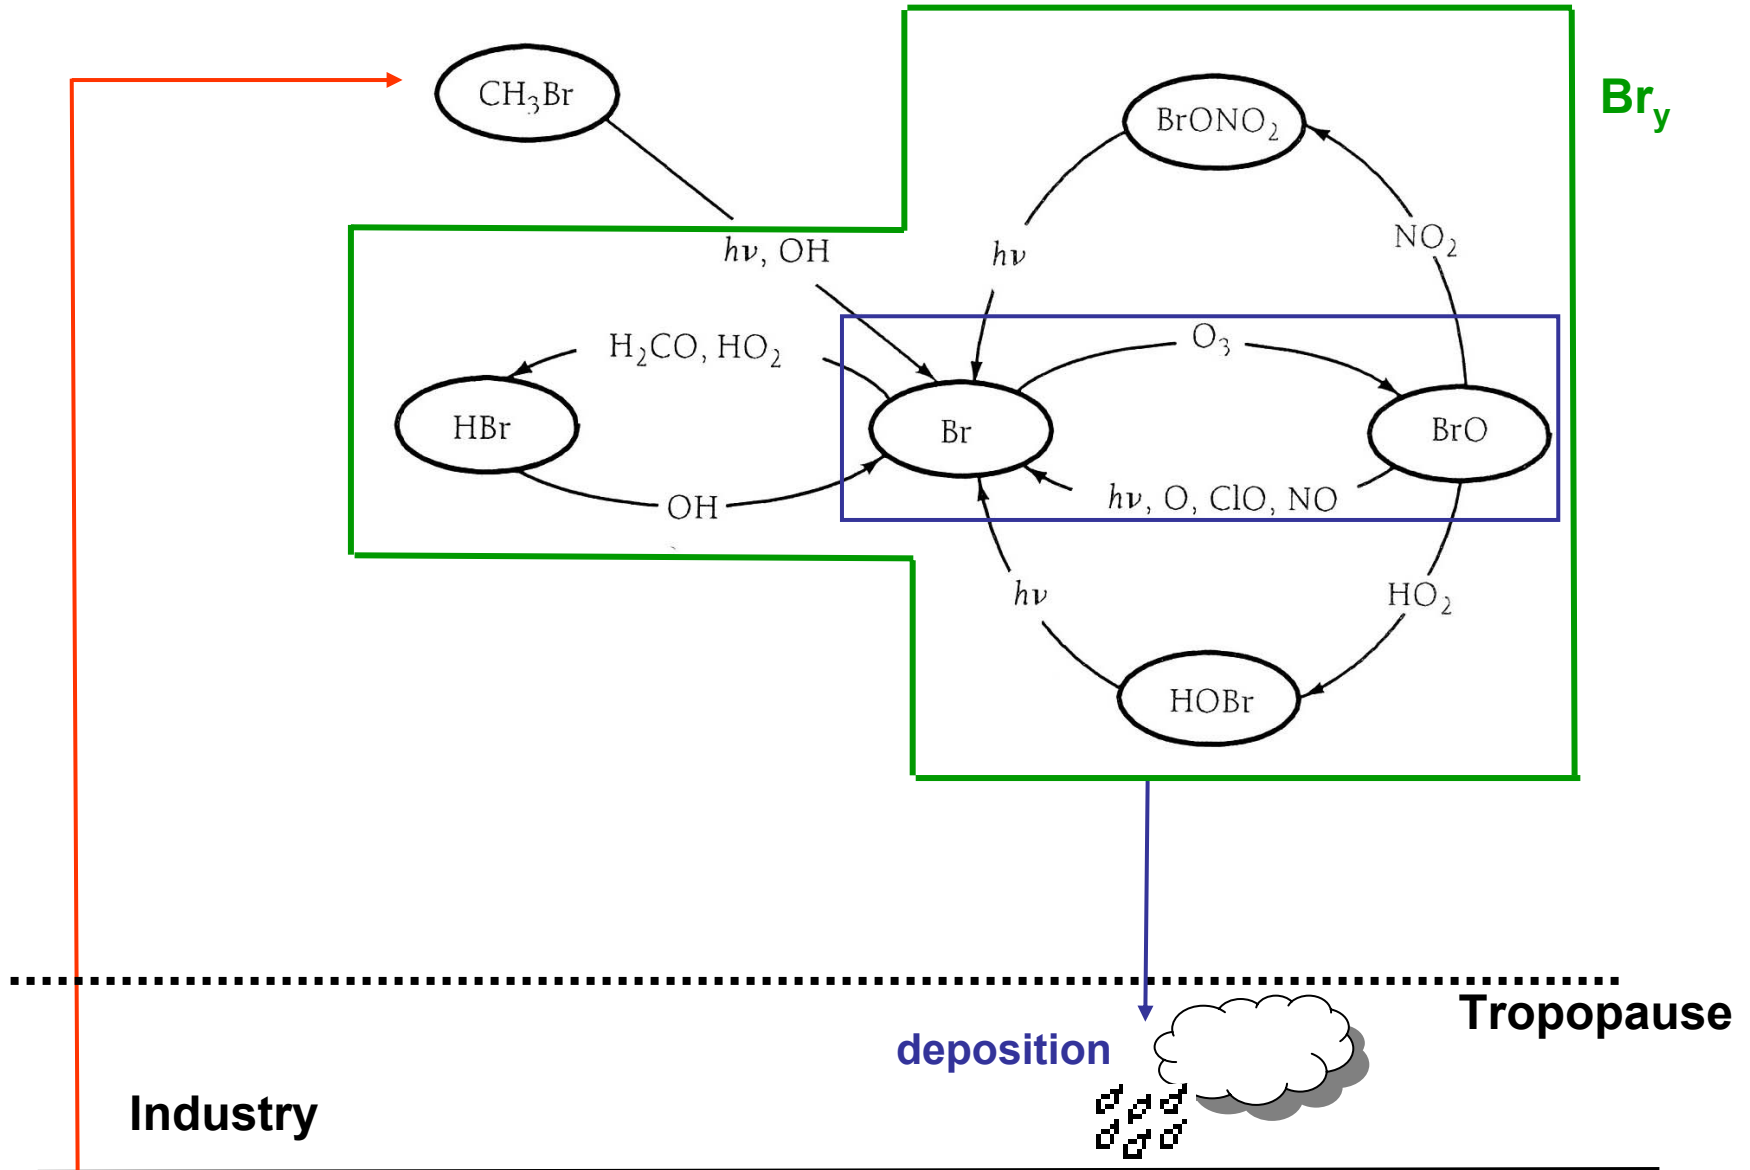 CH₃Br
BrONO₂
Br_y
hν, OH
hν
NO₂
H₂CO, HO₂
O₃
HBr
Br
BrO
OH
hν, O, ClO, NO
hν
HO₂
HOBr
Tropopause
deposition
Industry